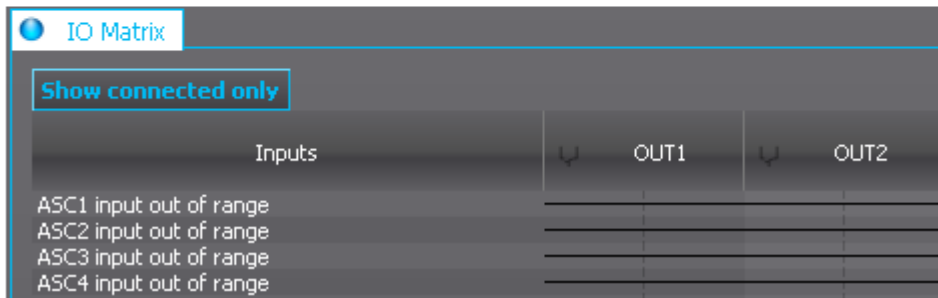 IO Matrix
Show connected only
Inputs OUT1 OUT2
ASC1 input out of range
ASC2 input out of range
ASC3 input out of range
ASC4 input out of range